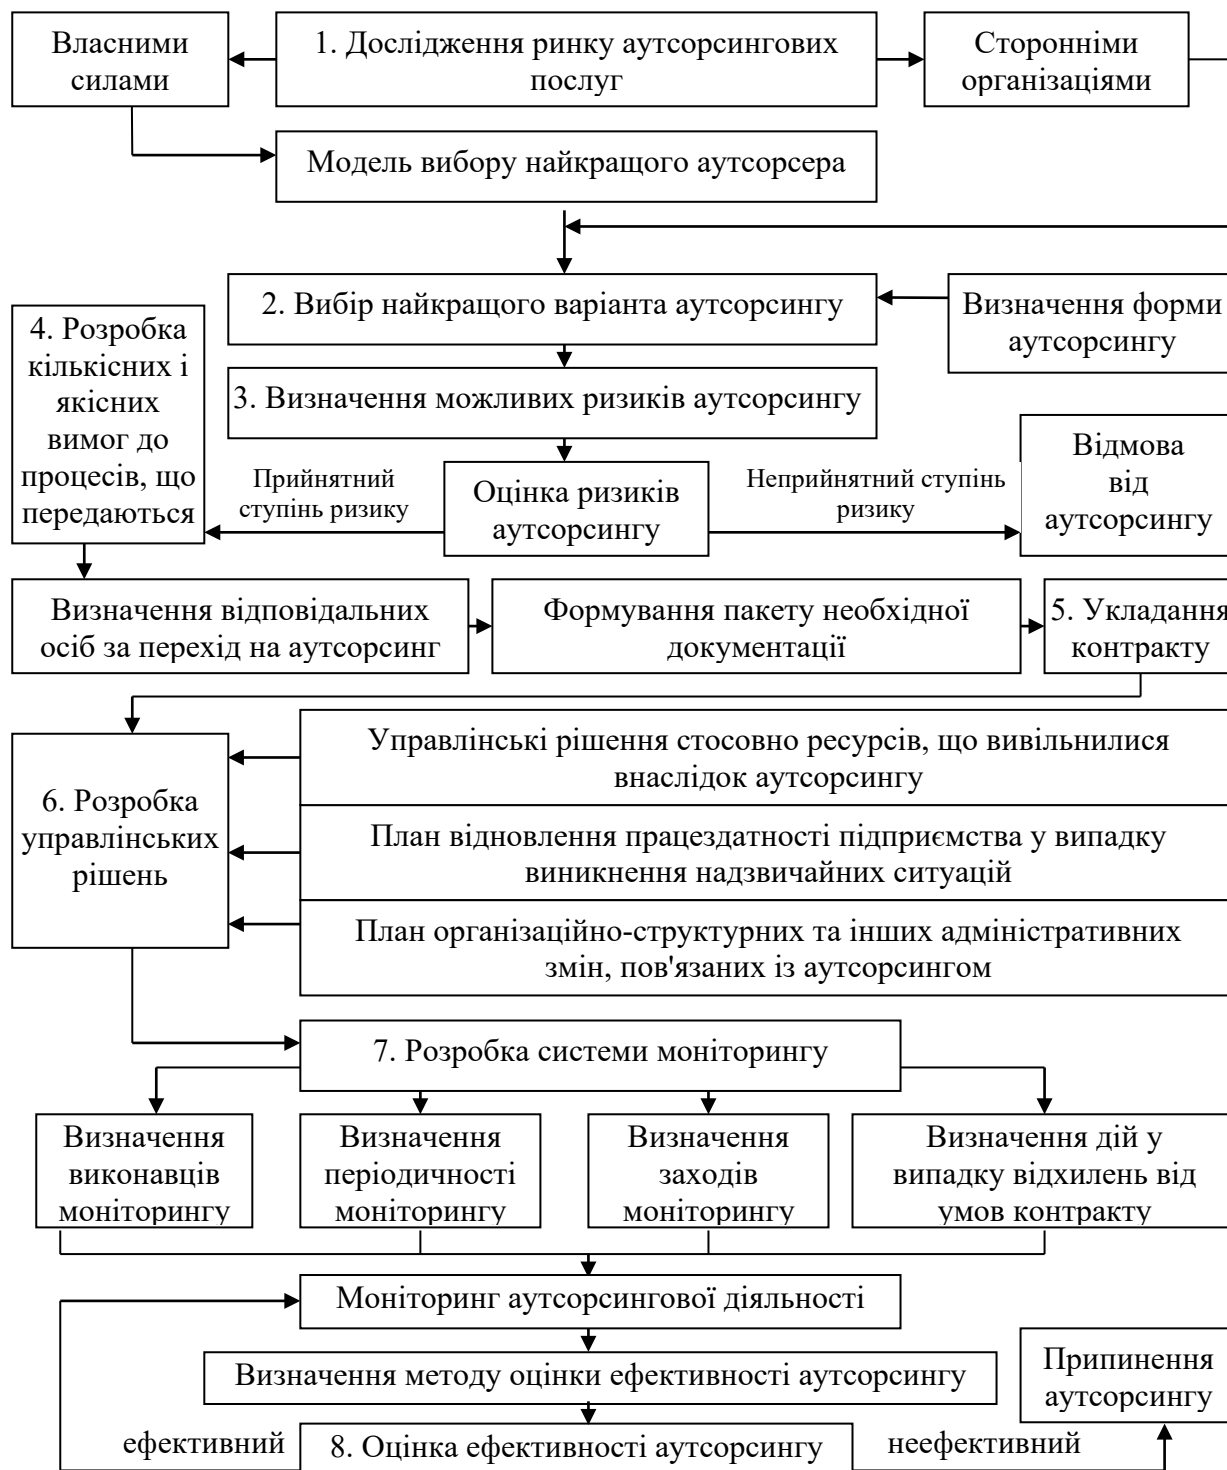 Власними
силами
1. Дослідження ринку аутсорсингових
послуг
Сторонніми
організаціями
Модель вибору найкращого аутсорсера
2. Вибір найкращого варіанта аутсорсингу
Визначення форми
аутсорсингу
4. Розробка
кількісних і
якісних
вимог до
процесів, що
передаються
3. Визначення можливих ризиків аутсорсингу
Прийнятний
ступінь ризику
Оцінка ризиків
аутсорсингу
Неприйнятний ступінь
ризику
Відмова
від
аутсорсингу
Визначення відповідальних
осіб за перехід на аутсорсинг
Формування пакету необхідної
документації
5. Укладання
контракту
6. Розробка
управлінських
рішень
Управлінські рішення стосовно ресурсів, що вивільнилися
внаслідок аутсорсингу
План відновлення працездатності підприємства у випадку
виникнення надзвичайних ситуацій
План організаційно-структурних та інших адміністративних
змін, пов'язаних із аутсорсингом
7. Розробка системи моніторингу
Визначення
виконавців
моніторингу
Визначення
періодичності
моніторингу
Визначення
заходів
моніторингу
Визначення дій у
випадку відхилень від
умов контракту
Моніторинг аутсорсингової діяльності
Визначення методу оцінки ефективності аутсорсингу
Припинення
аутсорсингу
ефективний
8. Оцінка ефективності аутсорсингу
неефективний